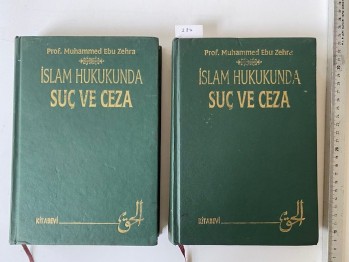 Prof. Muhammed Ebu Zehra
İSLAM HUKUKUNDA
SUÇ VE CEZA
KİTABEVİ
الحق
Prof. Muhammed Ebu Zehra
İSLAM HUKUKUNDA
SUÇ VE CEZA
KİTABEVİ
الحق